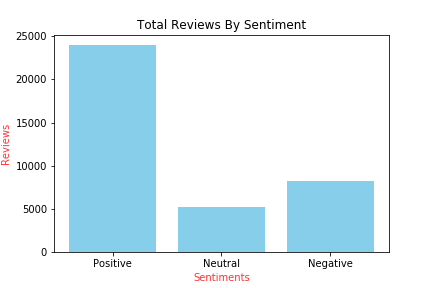 Total Reviews By Sentiment
25000
20000
15000
10000
5000
0
Reviews
Positive Neutral Negative
Sentiments